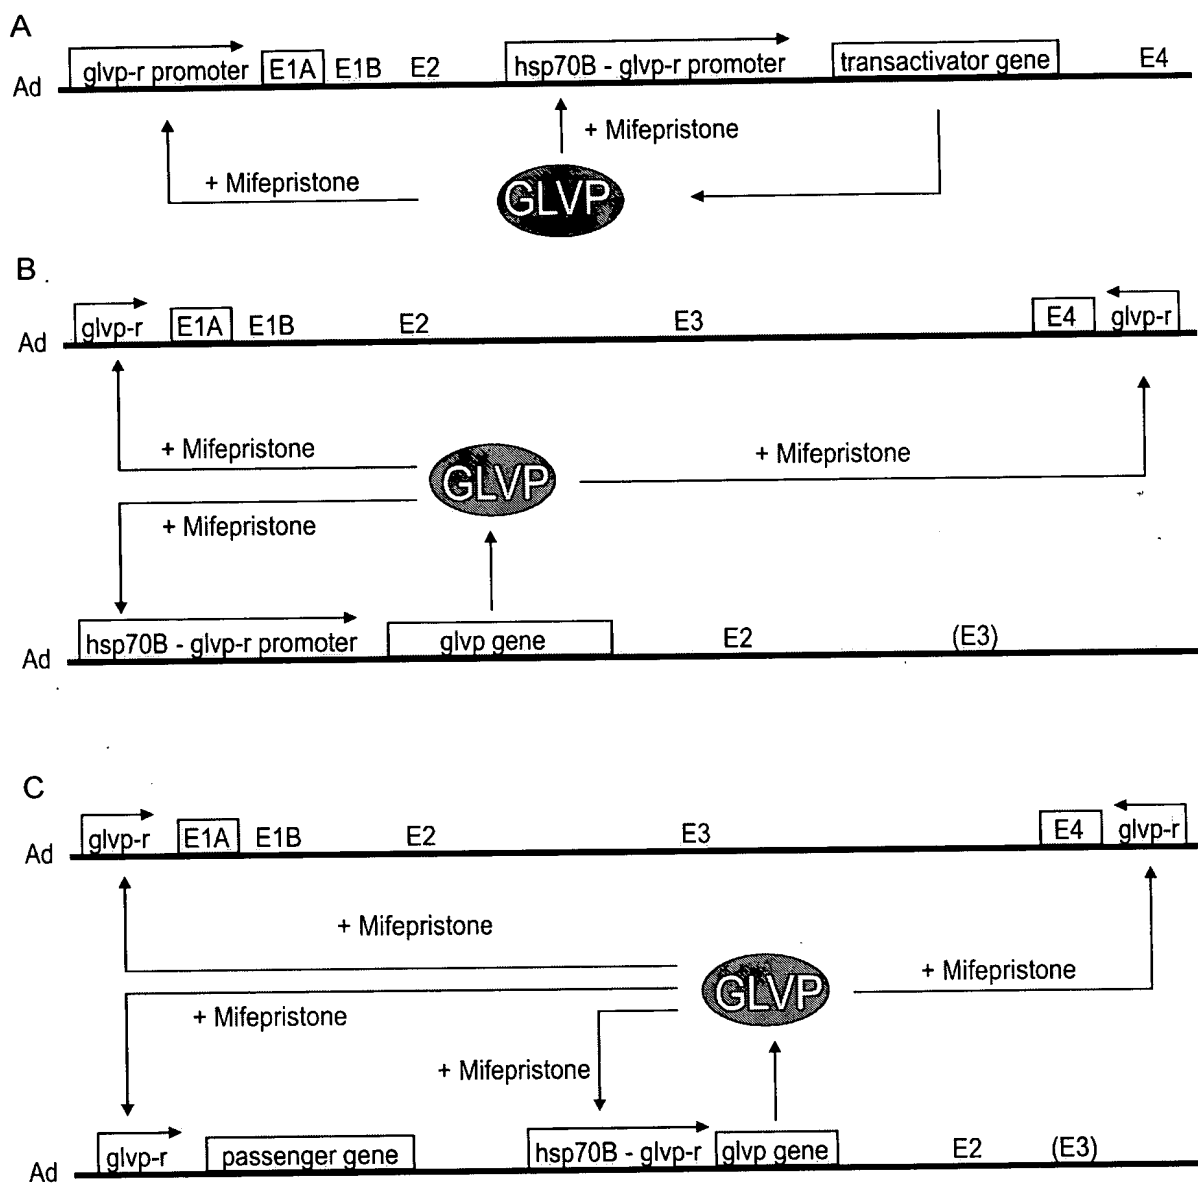 A
Ad glvp-r promoter E1A E1B E2 hsp70B - glvp-r promoter transactivator gene E4
+ Mifepristone
+ Mifepristone
GLVP
B
Ad glvp-r E1A E1B E2 E3 E4 glvp-r
+ Mifepristone
+ Mifepristone
GLVP
+ Mifepristone
Ad hsp70B - glvp-r promoter glvp gene E2 (E3)
C
Ad glvp-r E1A E1B E2 E3 E4 glvp-r
+ Mifepristone
+ Mifepristone
GLVP
+ Mifepristone
+ Mifepristone
Ad glvp-r passenger gene hsp70B - glvp-r glvp gene E2 (E3)